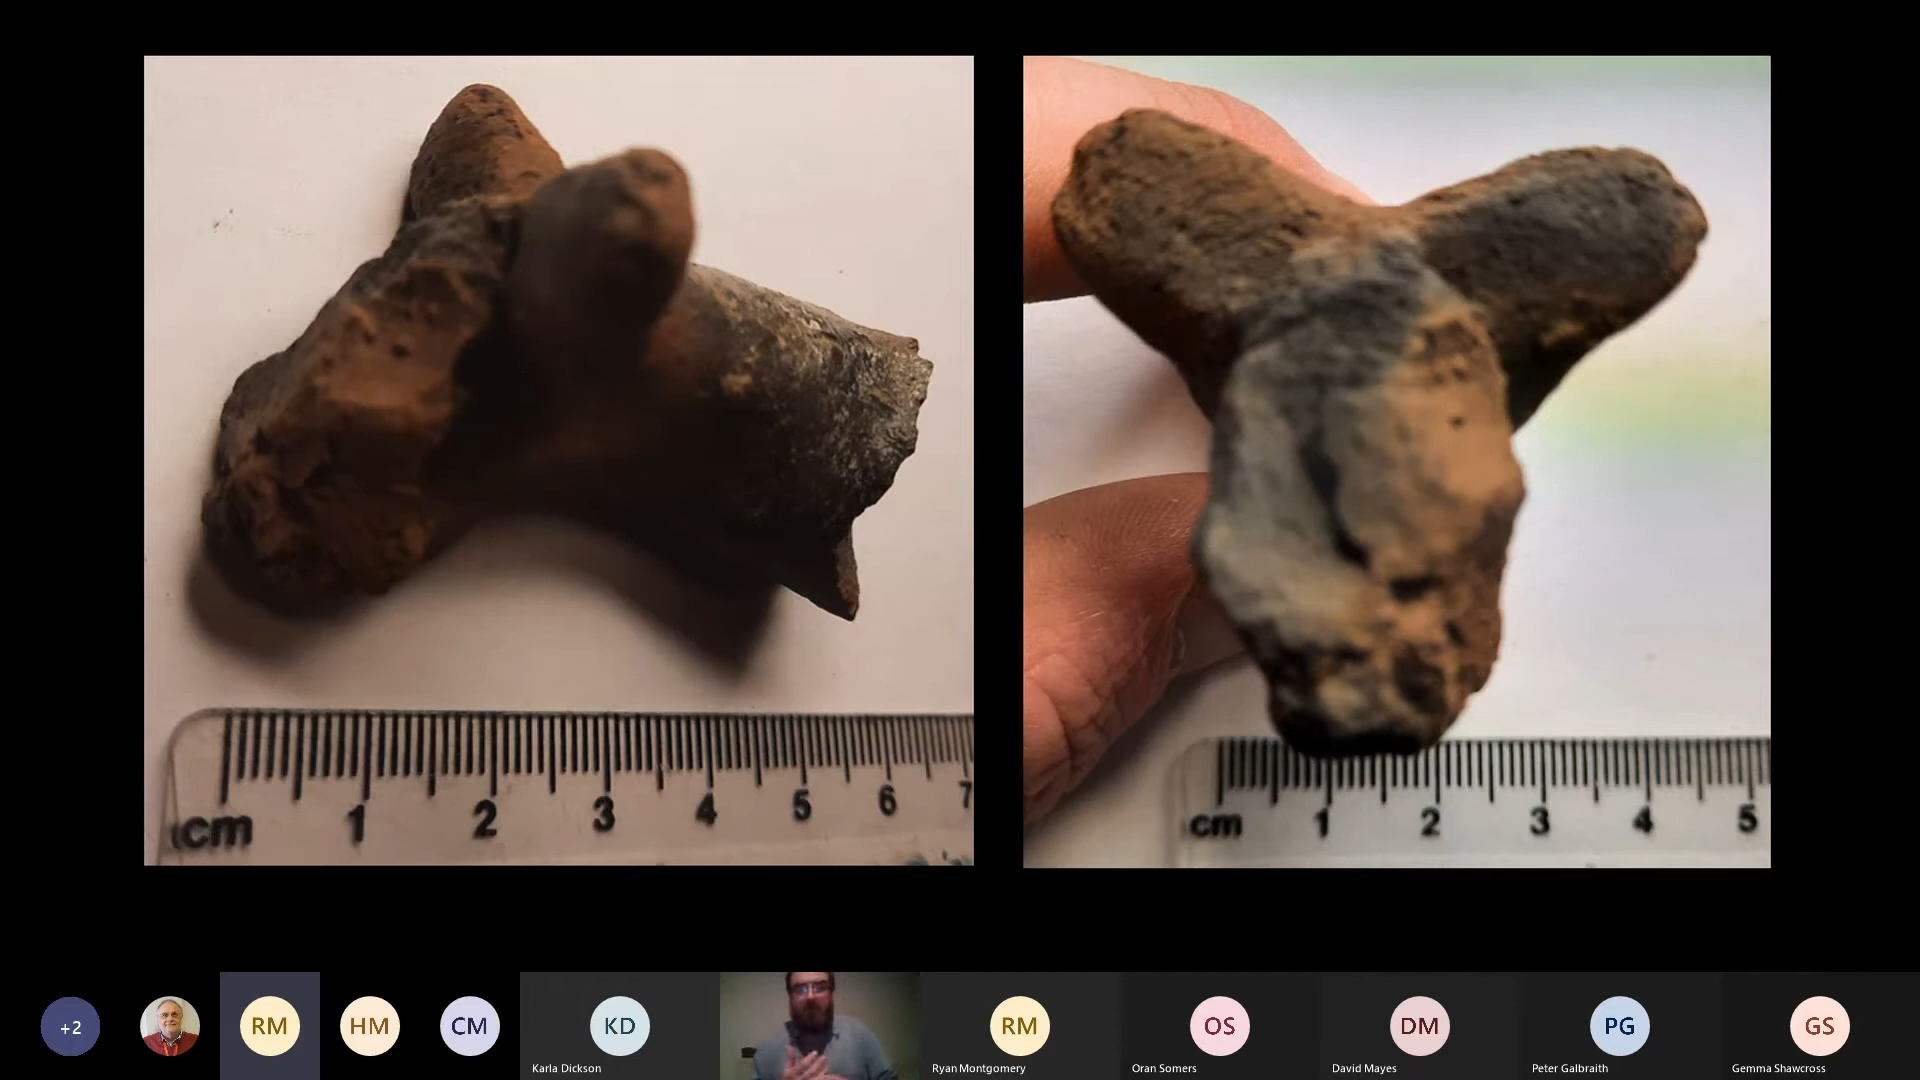 cm 1 2 3 4 5 6 7
cm 1 2 3 4 5
+2
RM
HM
CM
KD
Karla Dickson
RM
Ryan Montgomery
OS
Oran Somers
DM
David Mayes
PG
Peter Galbraith
GS
Gemma Shawcross